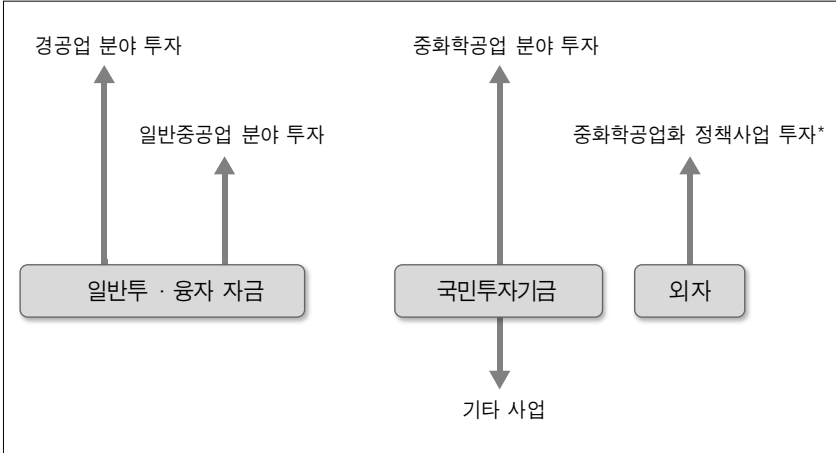 경공업 분야 투자
중화학공업 분야 투자
일반중공업 분야 투자
중화학공업화 정책사업 투자*
일반투 · 융자 자금
국민투자기금
외자
기타 사업